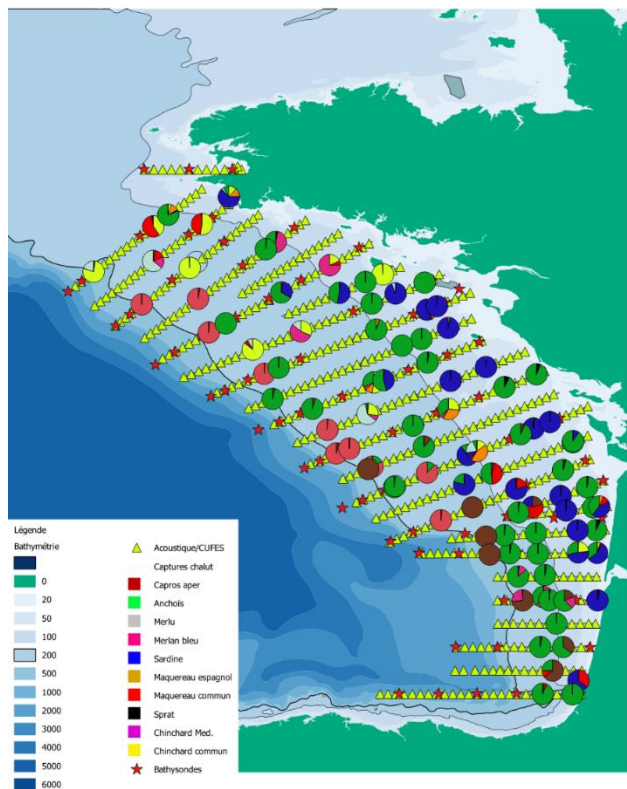 Légende
Bathymétrie
0
20
50
100
200
500
1000
2000
3000
4000
5000
6000
Acoustique/CUFES
Captures chalut
Capros aper
Anchois
Merlu
Merlan bleu
Sardine
Maquereau espagnol
Maquereau commun
Sprat
Chinchard Med.
Chinchard commun
Bathysondes